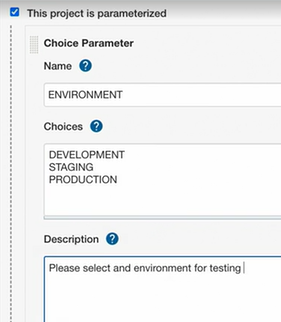 This project is parameterized
Choice Parameter
Name ?
ENVIRONMENT
Choices ?
DEVELOPMENT
STAGING
PRODUCTION
Description ?
Please select and environment for testing